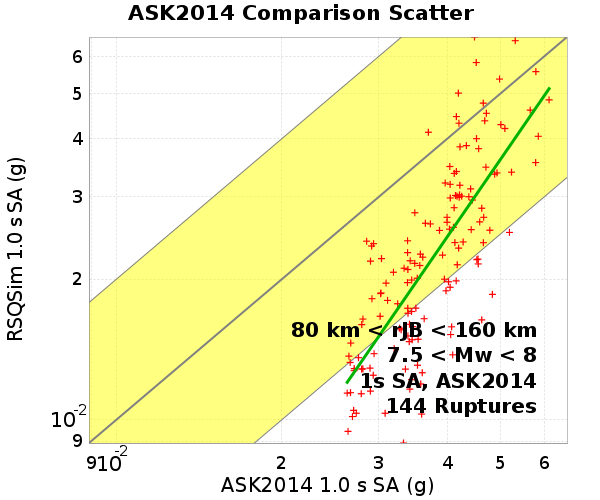 ASK2014 Comparison Scatter
RSQSim 1.0 s SA (g)
6
5
4
3
2
10-2
9
80 km < rJB < 160 km
7.5 < Mw < 8
1s SA, ASK2014
144 Ruptures
9 10-2 2 3 4 5 6
ASK2014 1.0 s SA (g)